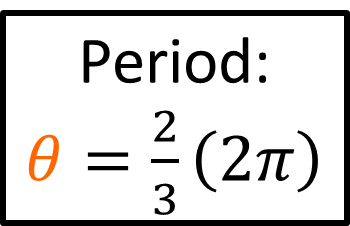 Period:
θ = 2/3 (2π)